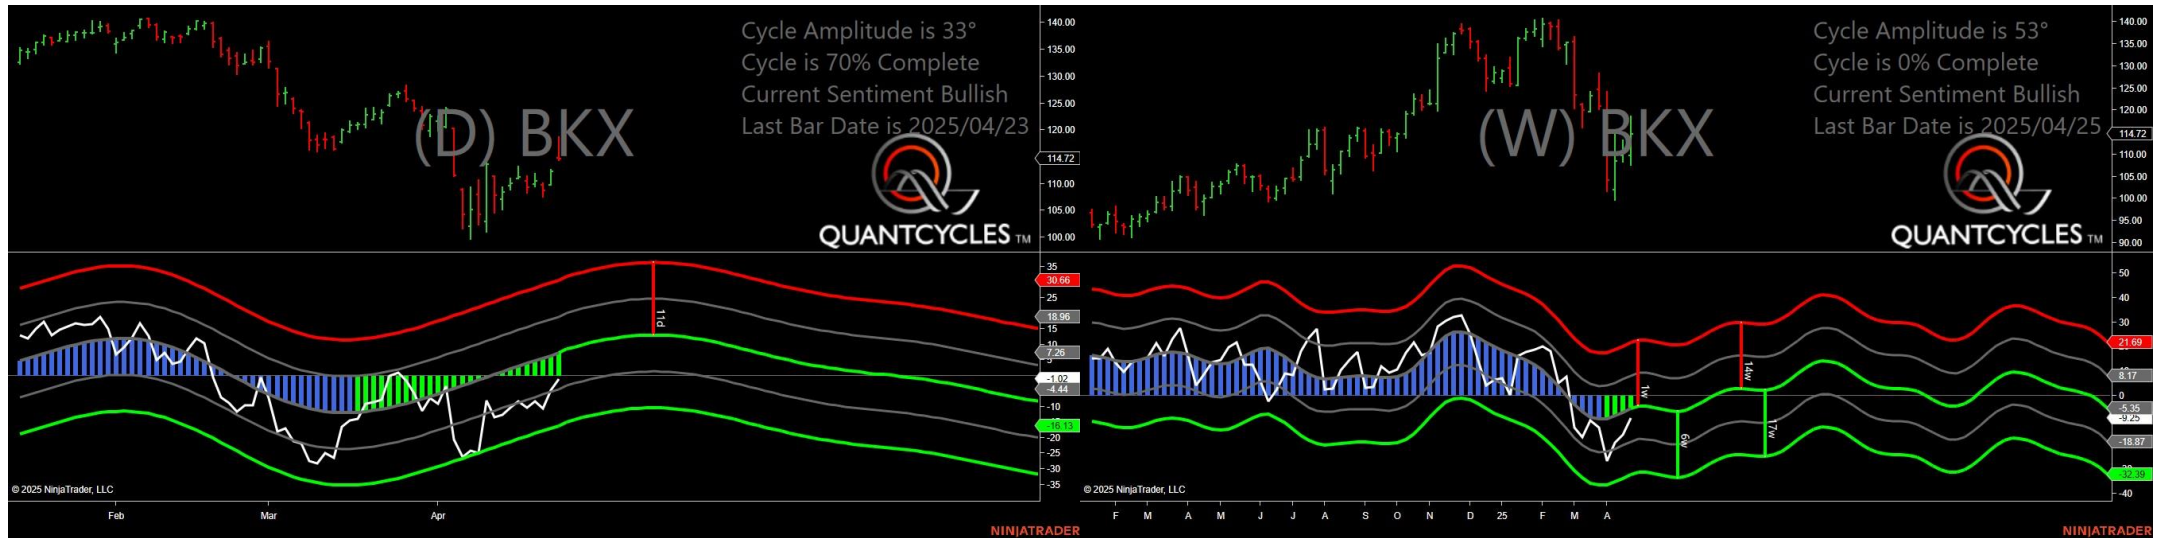 Cycle Amplitude is 33°
Cycle is 70% Complete
Current Sentiment Bullish
Last Bar Date is 2025/04/23
(D) BKX
QUANTCYCLES TM
140.00
135.00
130.00
125.00
120.00
114.72
110.00
105.00
100.00
35
30.66
25
18.96
15
10
7.26
5
-1.02
-4.44
-10
-16.13
-20
-25
-30
-35
11d
© 2025 NinjaTrader, LLC
Feb
Mar
Apr
NINJATRADER
Cycle Amplitude is 53°
Cycle is 0% Complete
Current Sentiment Bullish
Last Bar Date is 2025/04/25
(W) BKX
QUANTCYCLES TM
140.00
135.00
130.00
125.00
120.00
114.72
110.00
105.00
100.00
95.00
90.00
50
40
30
21.69
8.17
0
-5.35
-9.25
-18.87
-32.39
-40
1w
6w
14w
17w
© 2025 NinjaTrader, LLC
F M A M J J A S O N D 25 F M A
NINJATRADER